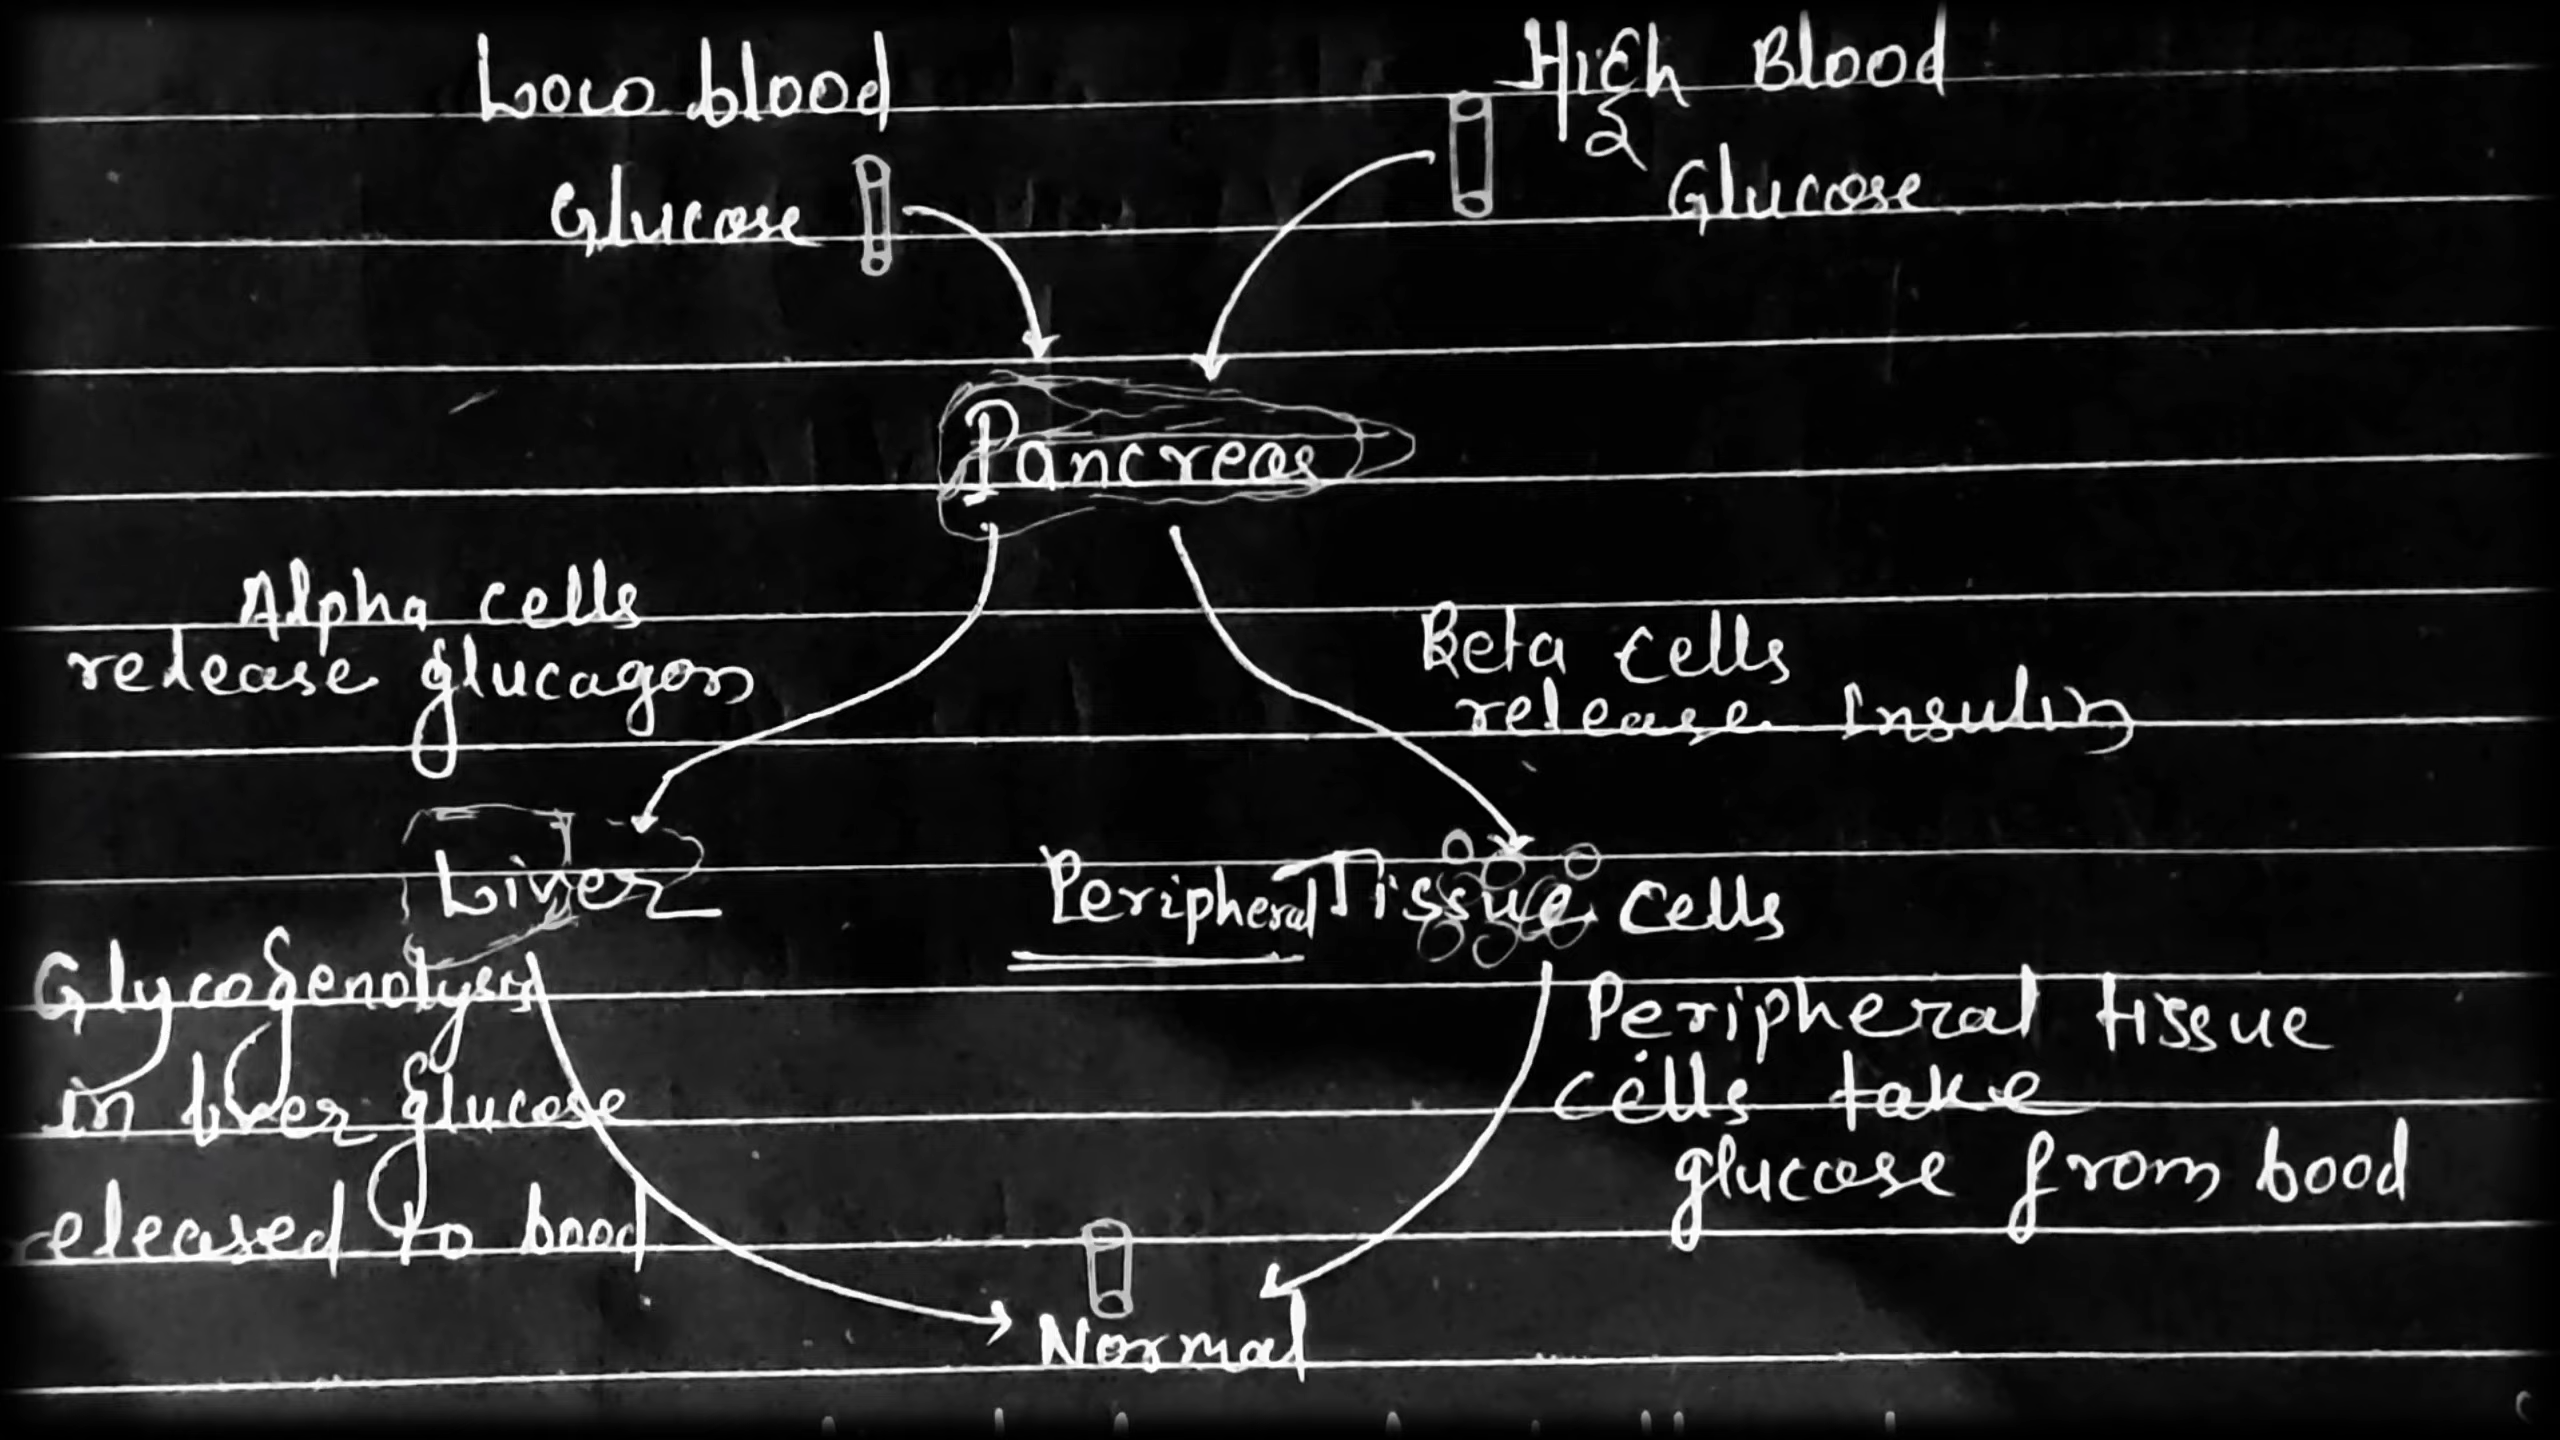 Low blood
Glucose
High Blood
Glucose
Pancreas
Alpha cells
release glucagon
Beta cells
release Insulin
Liver
Peripheral Tissue cells
Glycogenolysis
in liver glucose
released to bood
Peripheral tissue
cells take
glucose from bood
Normal